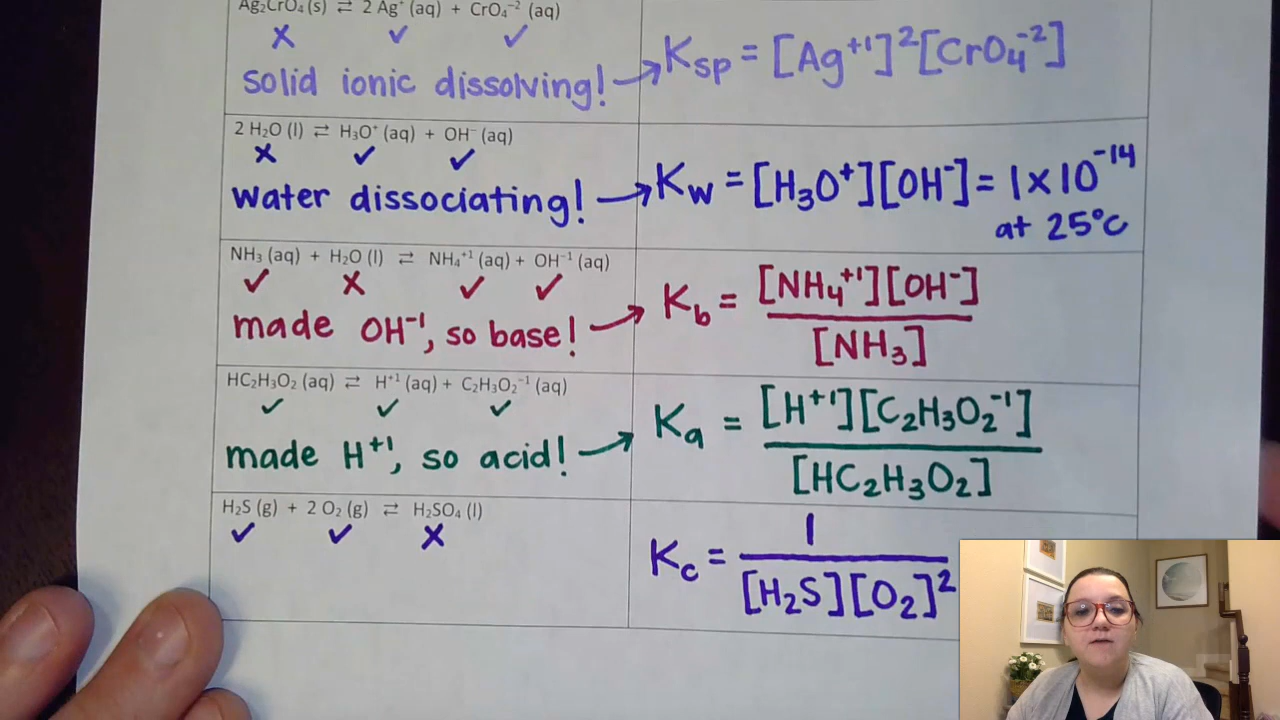 Ag₂CrO₄ (s) ⇄ 2 Ag⁺ (aq) + CrO₄⁻² (aq)
✗ ✓ ✓
solid ionic dissolving! → Ksp = [Ag⁺¹]²[CrO₄⁻²]
2 H₂O (l) ⇄ H₃O⁺ (aq) + OH⁻ (aq)
✗ ✓ ✓
water dissociating! → Kw = [H₃O⁺][OH⁻] = 1x10⁻¹⁴
at 25°C
NH₃ (aq) + H₂O (l) ⇄ NH₄⁺¹ (aq) + OH⁻¹ (aq)
✓ ✗ ✓ ✓
made OH⁻¹, so base! → Kb = [NH₄⁺¹][OH⁻]
[NH₃]
HC₂H₃O₂ (aq) ⇄ H⁺¹ (aq) + C₂H₃O₂⁻¹ (aq)
✓ ✓ ✓
made H⁺¹, so acid! → Ka = [H⁺¹][C₂H₃O₂⁻¹]
[HC₂H₃O₂]
H₂S (g) + 2 O₂ (g) ⇄ H₂SO₄ (l)
✓ ✓ ✗
Kc = 1
[H₂S][O₂]²